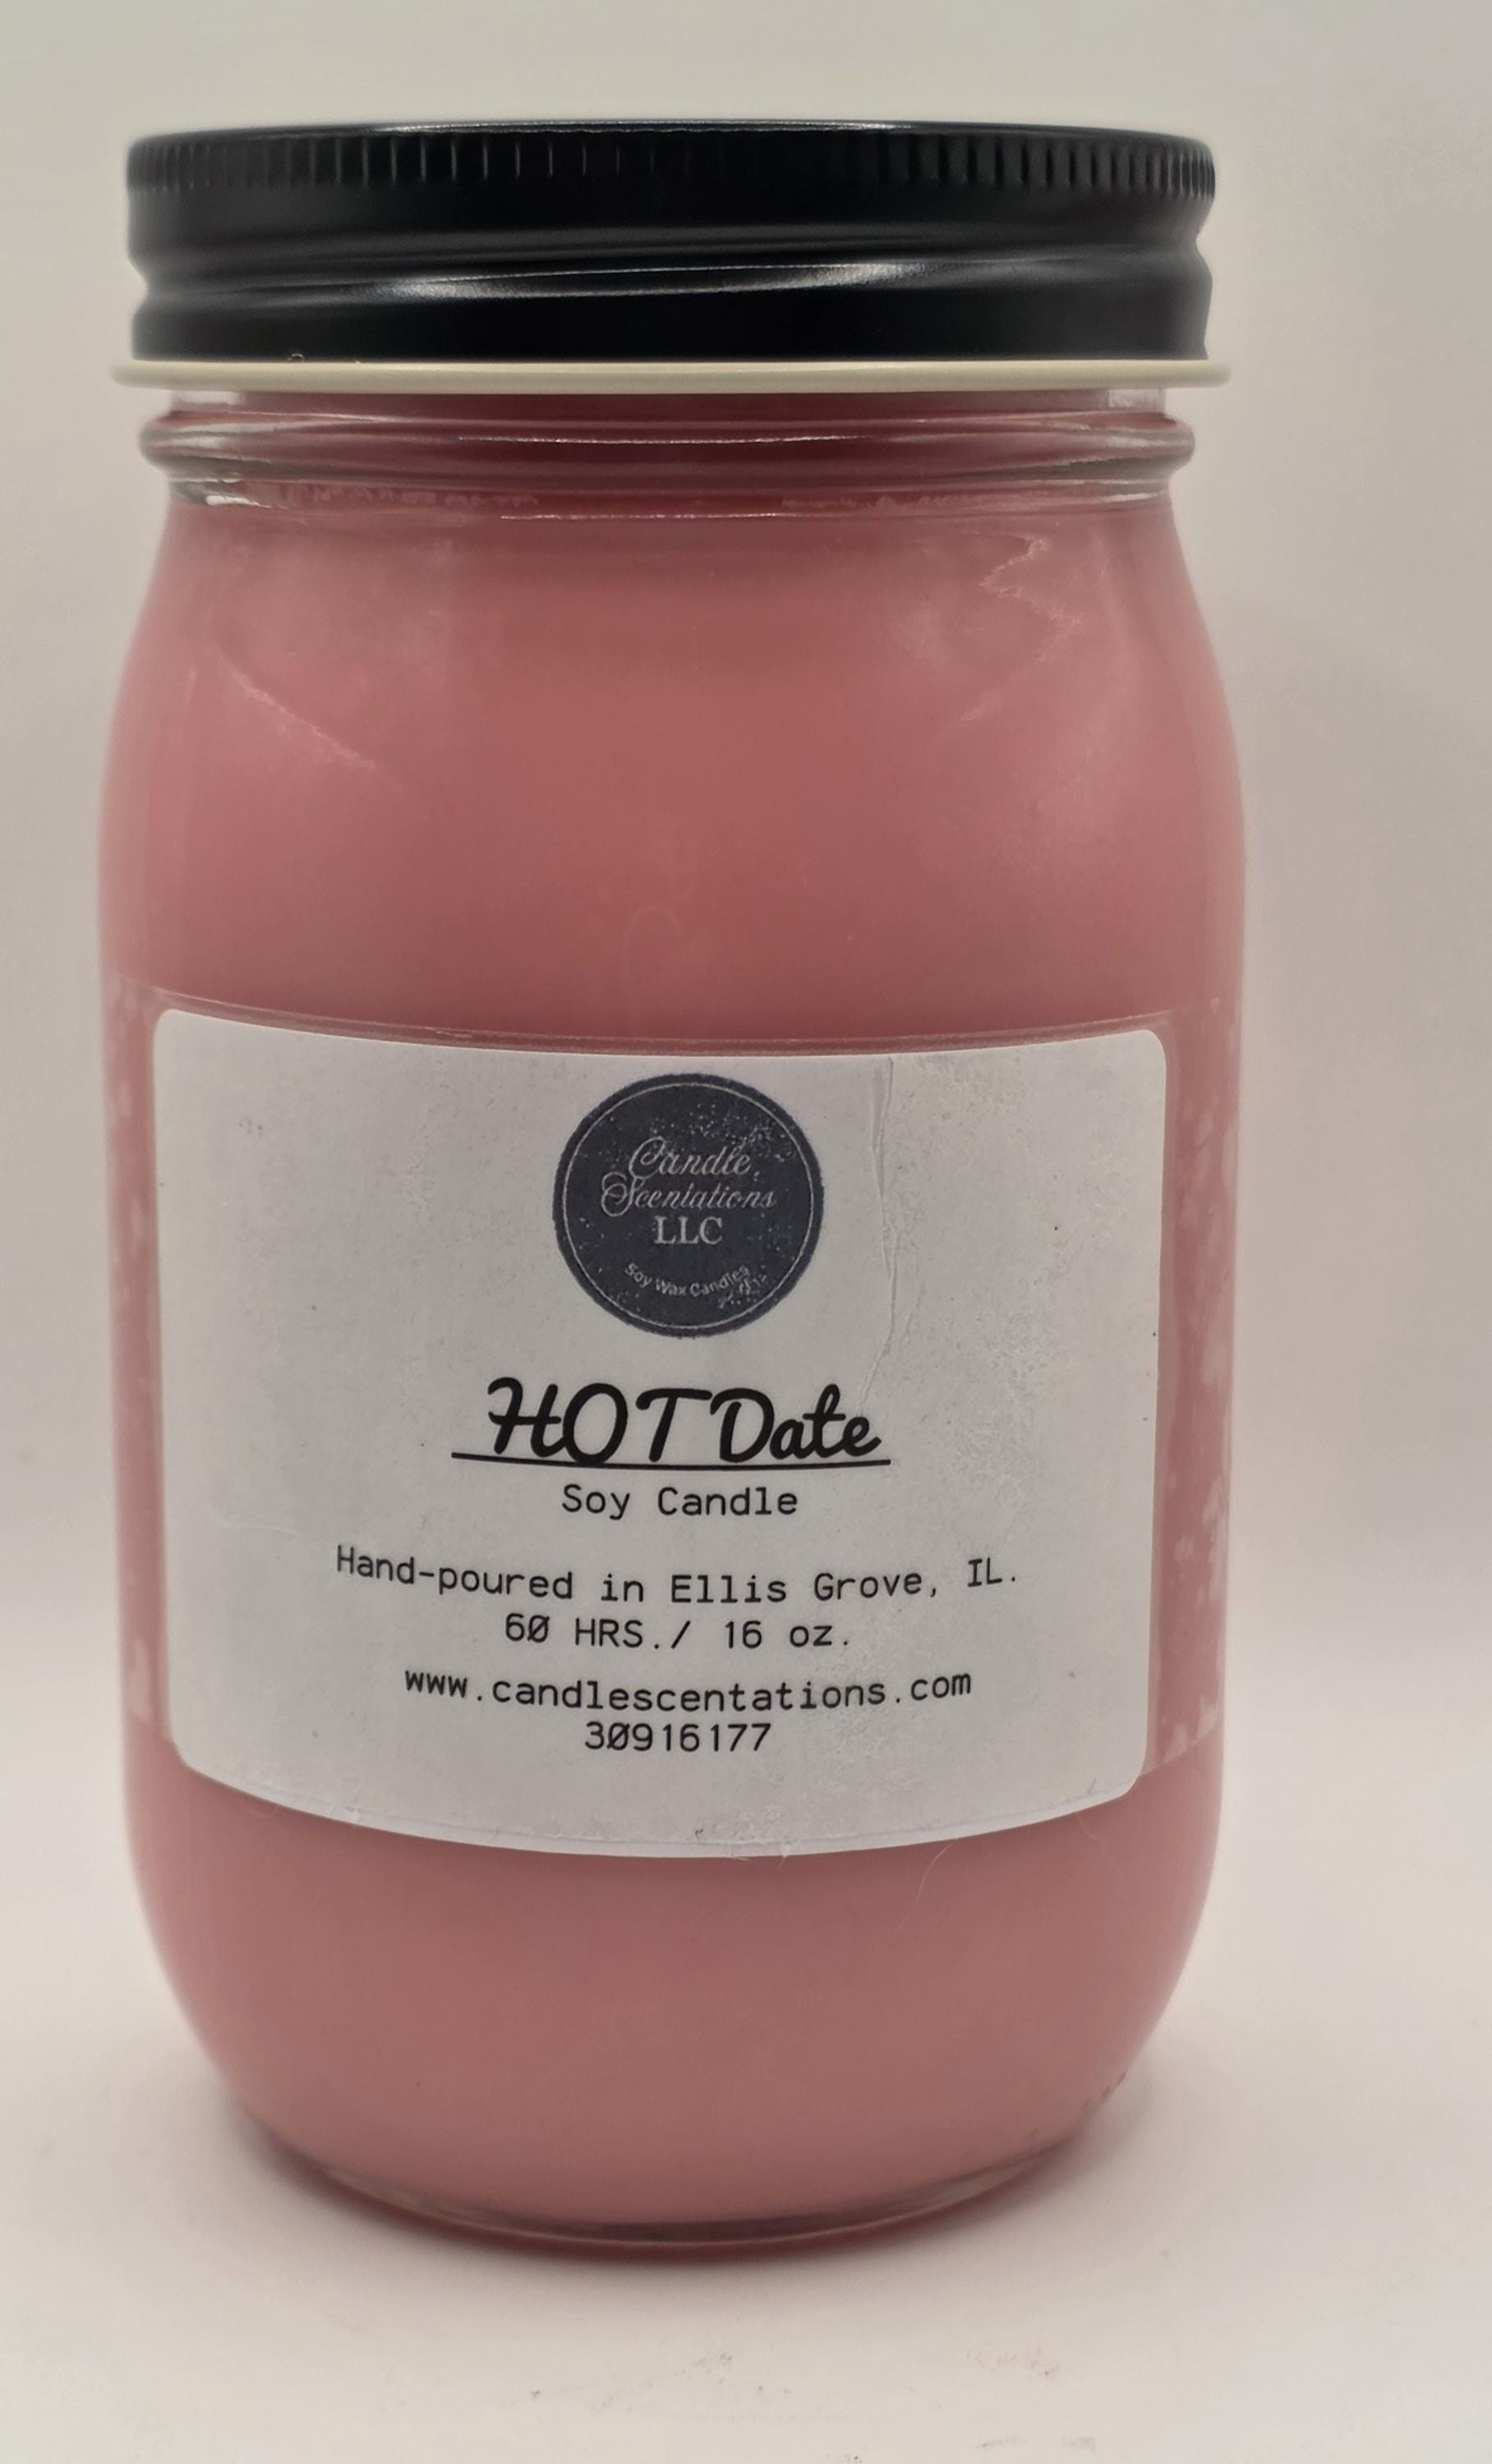 Candle
Scentations
LLC
Soy Wax Candles
HOT Date
Soy Candle
Hand-poured in Ellis Grove, IL.
60 HRS./ 16 oz.
www.candlescentations.com
30916177